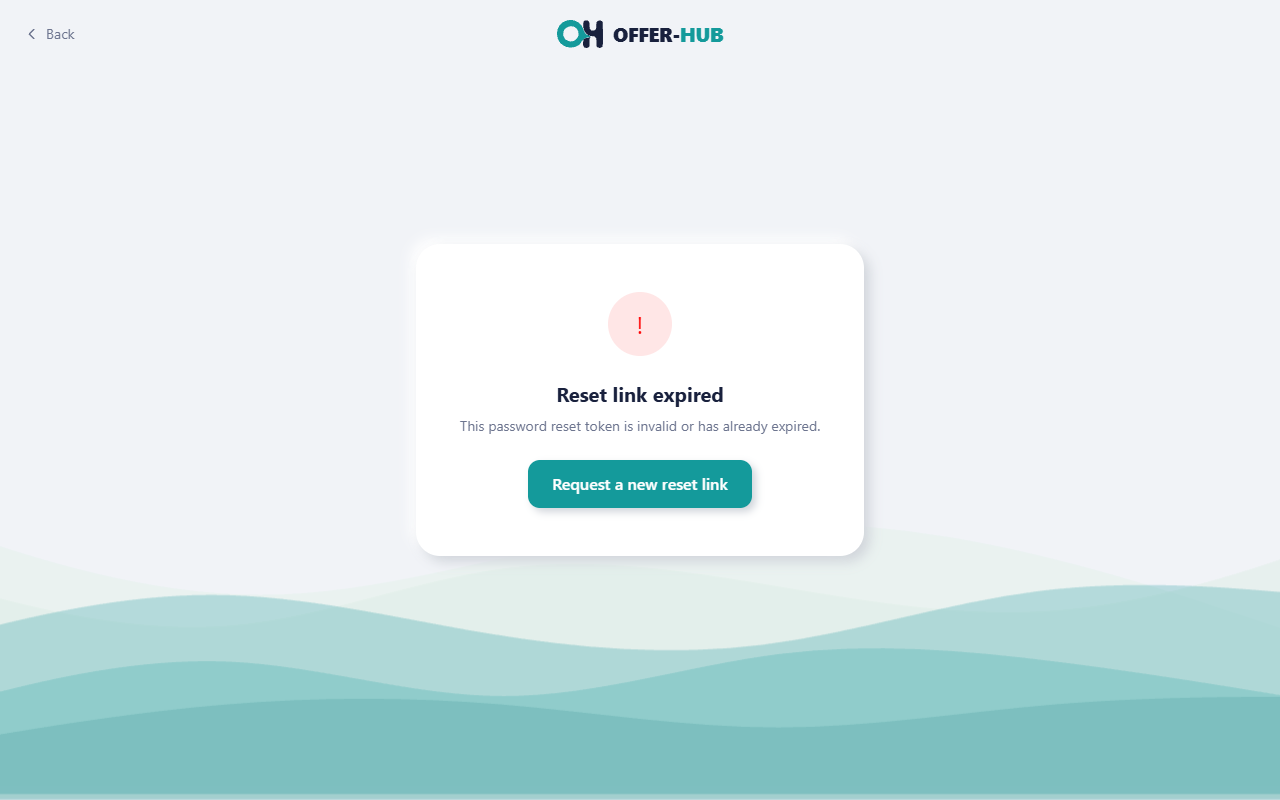 Back
OFFER-HUB
!
Reset link expired
This password reset token is invalid or has already expired.
Request a new reset link